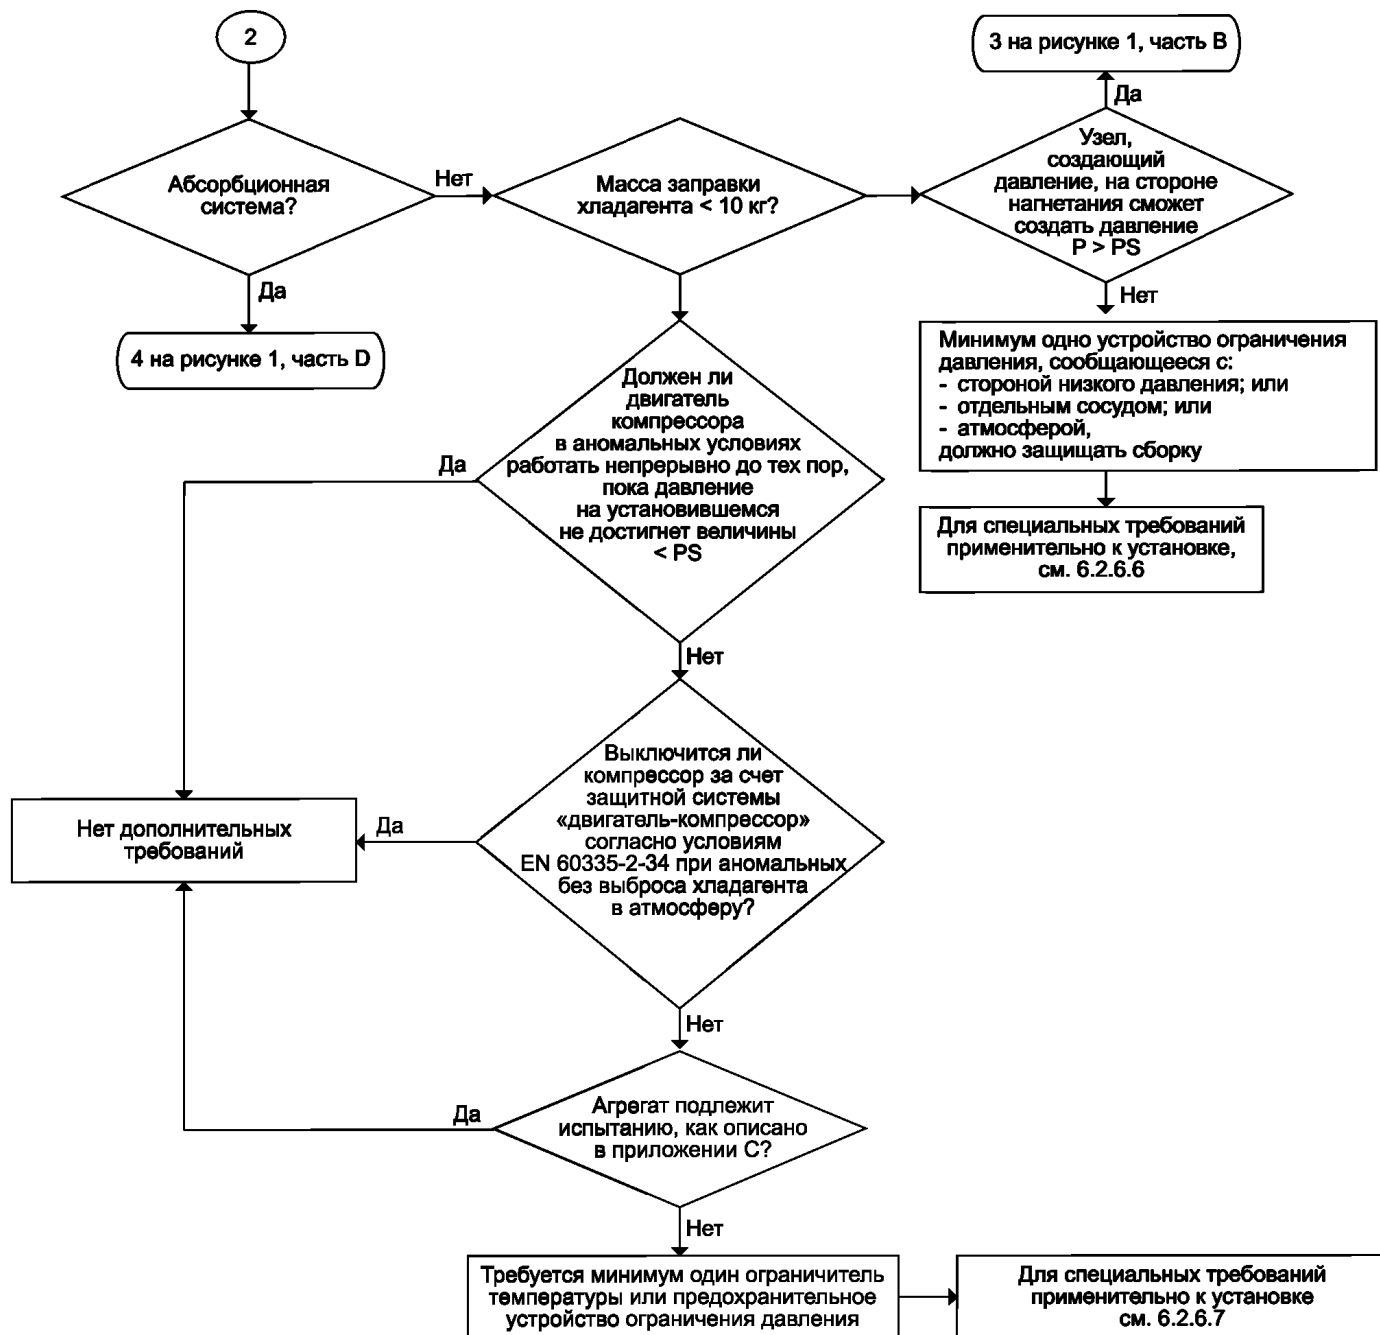 2
3 на рисунке 1, часть B
Да
Абсорбционная
система?
Нет
Масса заправки
хладагента < 10 кг?
Узел,
создающий
давление, на стороне
нагнетания сможет
создать давление
P > PS
Да
4 на рисунке 1, часть D
Нет
Минимум одно устройство ограничения
давления, сообщающееся с:
- стороной низкого давления; или
- отдельным сосудом; или
- атмосферой,
должно защищать сборку
Для специальных требований
применительно к установке,
см. 6.2.6.6
Должен ли
двигатель
компрессора
в аномальных условиях
работать непрерывно до тех пор,
пока давление
на установившемся
не достигнет величины
< PS
Да
Нет
Выключится ли
компрессор за счет
защитной системы
«двигатель-компрессор»
согласно условиям
EN 60335-2-34 при аномальных
без выброса хладагента
в атмосферу?
Да
Нет дополнительных
требований
Нет
Агрегат подлежит
испытанию, как описано
в приложении C?
Да
Нет
Требуется минимум один ограничитель
температуры или предохранительное
устройство ограничения давления
Для специальных требований
применительно к установке
см. 6.2.6.7